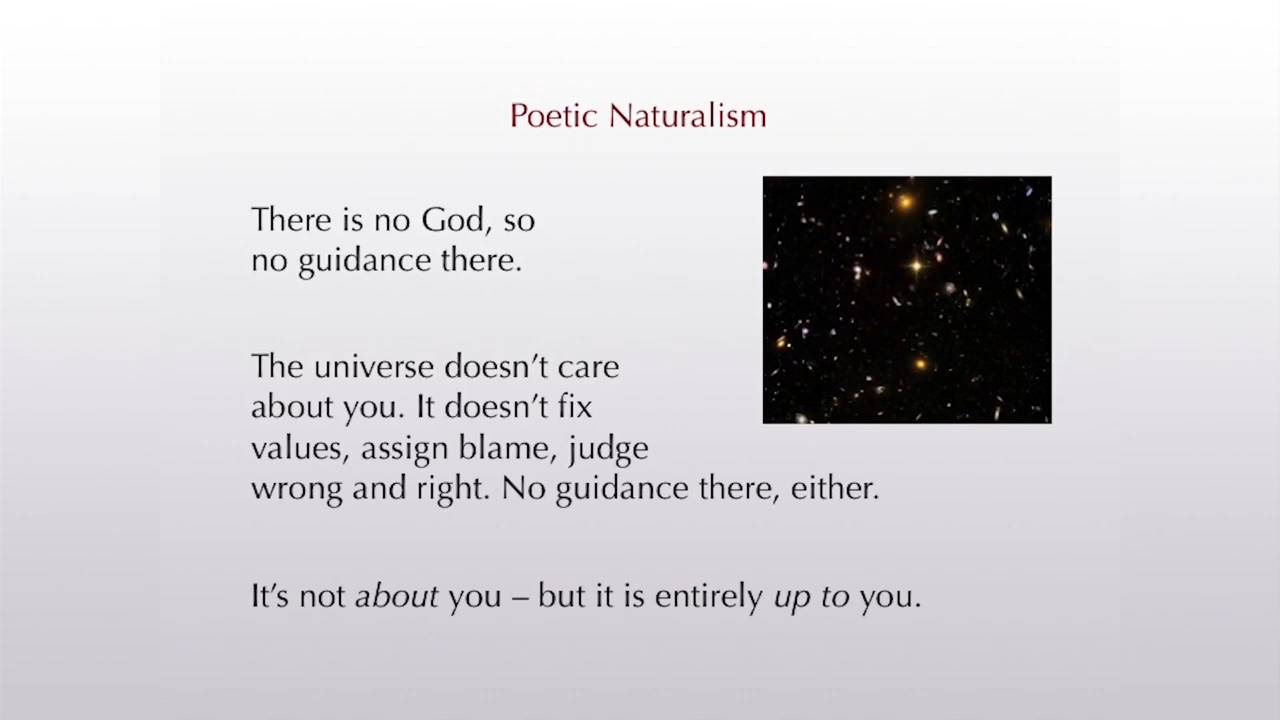 Poetic Naturalism
There is no God, so
no guidance there.
The universe doesn’t care
about you. It doesn’t fix
values, assign blame, judge
wrong and right. No guidance there, either.
It’s not about you – but it is entirely up to you.